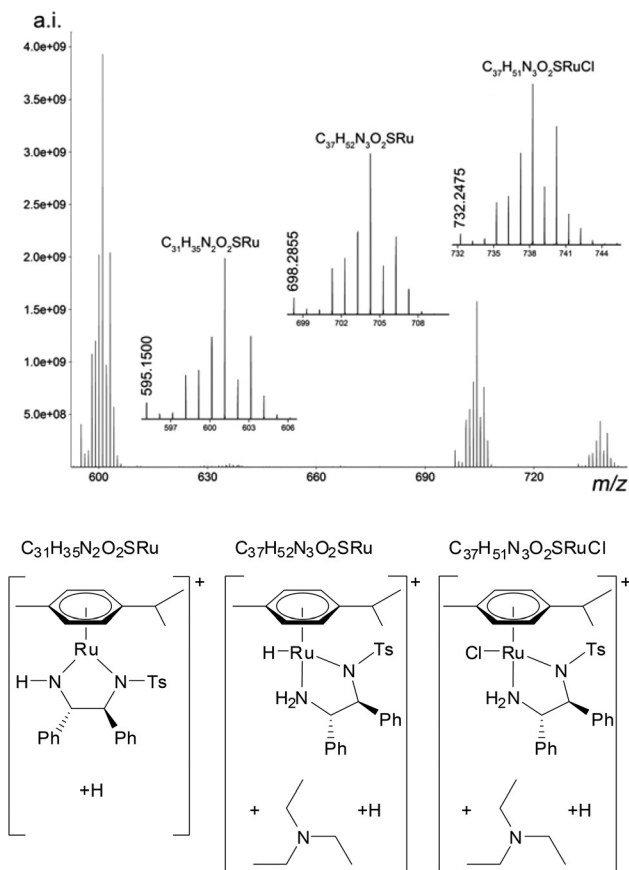 a.i.
4.0e+09
3.5e+09
3.0e+09
2.5e+09
2.0e+09
1.5e+09
1.0e+09
5.0e+08
600 630 660 690 720 m/z
C31H35N2O2SRu
595.1500
597 600 603 606
C37H52N3O2SRu
698.2855
699 702 705 708
C37H51N3O2SRuCl
732.2475
732 735 738 741 744
C31H35N2O2SRu C37H52N3O2SRu C37H51N3O2SRuCl
+
Ru
H N N Ts
Ph Ph
+H
+
H Ru N Ts
H2N
Ph
Ph
+ +H
N
+
Cl Ru N Ts
H2N
Ph
Ph
+ +H
N